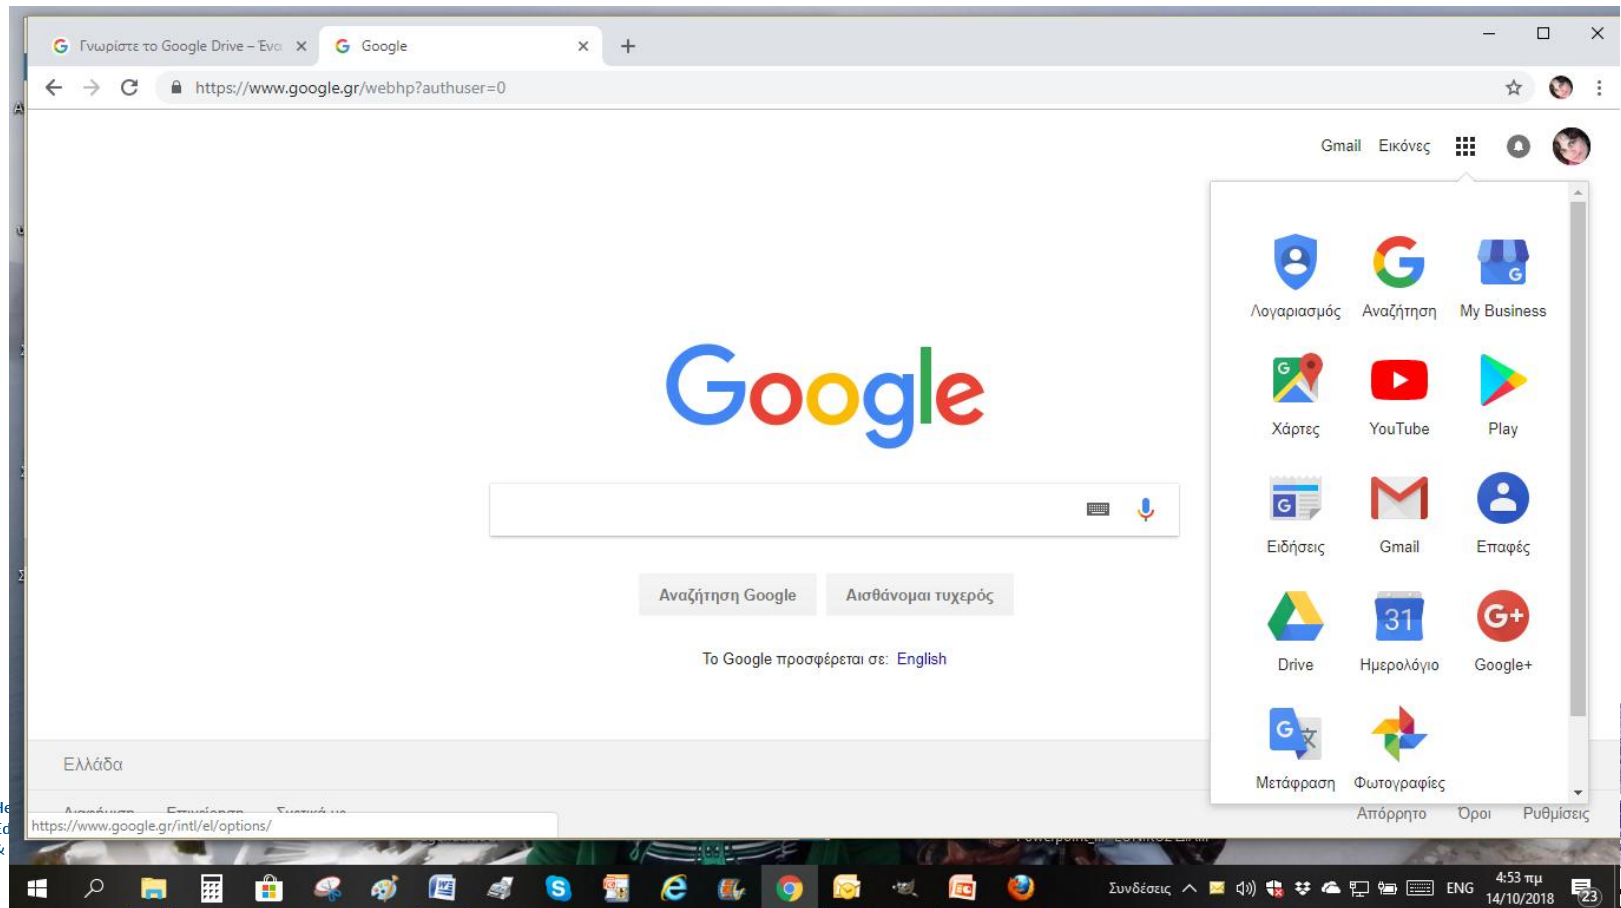 Γνωρίστε το Google Drive – Ένα
Google
https://www.google.gr/webhp?authuser=0
Gmail Εικόνες
Λογαριασμός Αναζήτηση My Business
G
Χάρτες YouTube Play
Ειδήσεις Gmail Επαφές
31 G+
Drive Ημερολόγιο Google+
Μετάφραση Φωτογραφίες
Google
Αναζήτηση Google Αισθάνομαι τυχερός
Το Google προσφέρεται σε: English
Ελλάδα
Απόρρητο Όροι Ρυθμίσεις
https://www.google.gr/intl/el/options/
Συνδέσεις ENG 4:53 πμ
14/10/2018 23